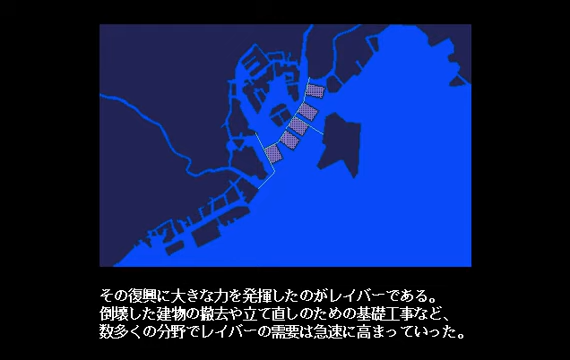 その復興に大きな力を発揮したのがレイバーである。
倒壊した建物の撤去や立て直しのための基礎工事など、
数多くの分野でレイバーの需要は急速に高まっていった。